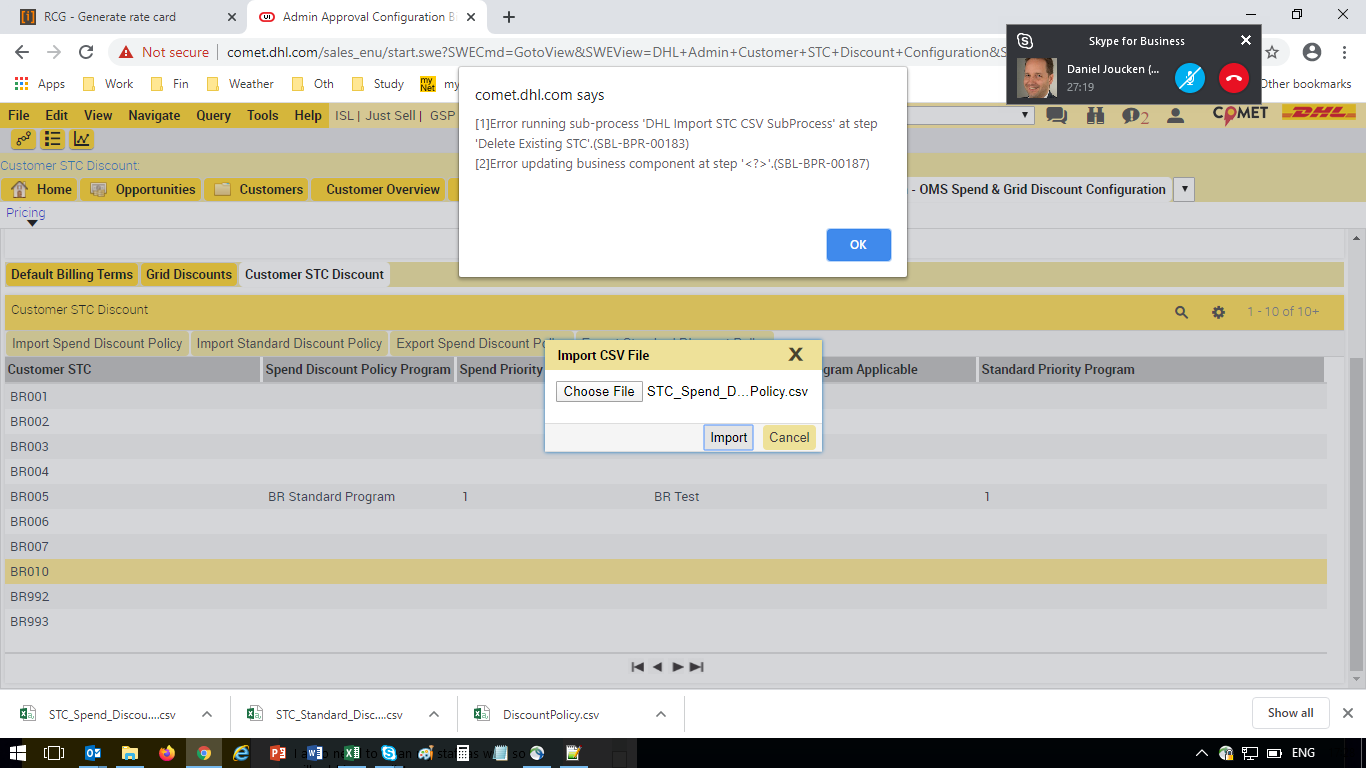 RCG - Generate rate card
Admin Approval Configuration B
Not secure
comet.dhl.com/sales_enu/start.swe?SWECmd=GotoView&SWEView=DHL+Admin+Customer+STC+Discount+Configuration&S
Skype for Business
Daniel Joucken (...
27:19
Apps
Work
Fin
Weather
Oth
Study
my
Net
my
Other bookmarks
comet.dhl.com says
[1]Error running sub-process 'DHL Import STC CSV SubProcess' at step
'Delete Existing STC'.(SBL-BPR-00183)
[2]Error updating business component at step '<?>'.(SBL-BPR-00187)
OK
File Edit View Navigate Query Tools Help
ISL | Just Sell | GSP
2
COMET
DHL
Customer STC Discount:
Home
Opportunities
Customers
Customer Overview
- OMS Spend & Grid Discount Configuration
Pricing
Default Billing Terms
Grid Discounts
Customer STC Discount
Customer STC Discount
1 - 10 of 10+
Import Spend Discount Policy
Import Standard Discount Policy
Export Spend Discount
Import CSV File
X
Choose File
STC_Spend_D...Policy.csv
Import
Cancel
Customer STC
Spend Discount Policy Program
Spend Priority
gram Applicable
Standard Priority Program
BR001
BR002
BR003
BR004
BR005
BR Standard Program
1
BR Test
1
BR006
BR007
BR010
BR992
BR993
STC_Spend_Discou....csv
STC_Standard_Disc....csv
DiscountPolicy.csv
Show all
ENG